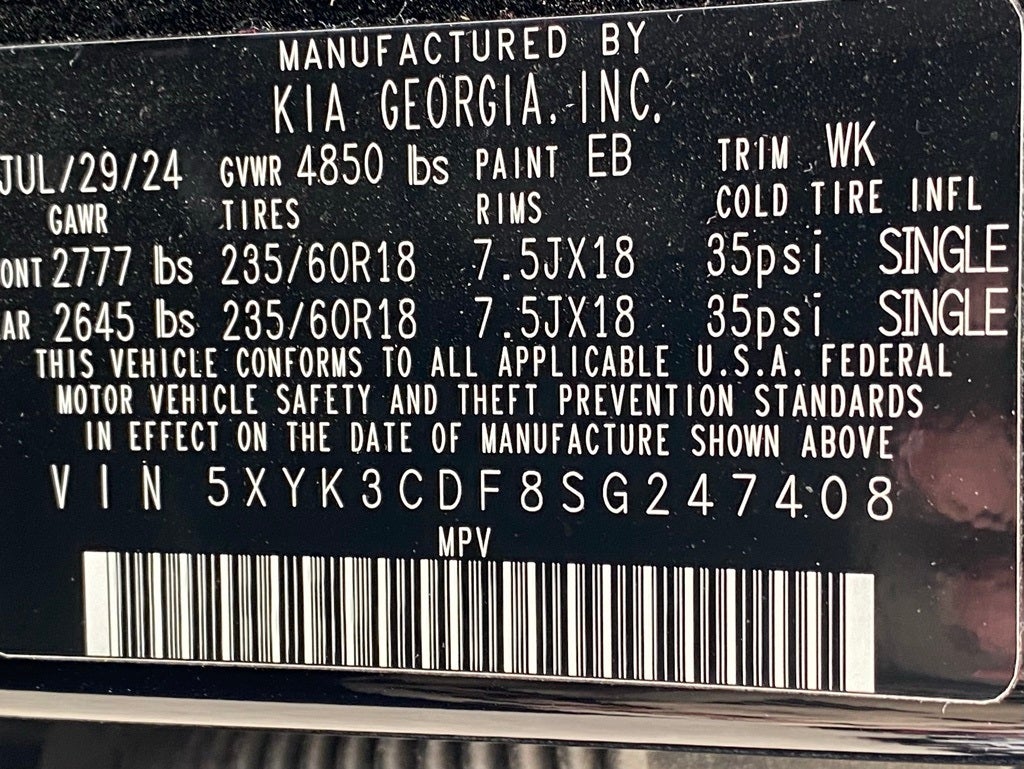 MANUFACTURED BY
KIA GEORGIA, INC.
JUL/29/24 GVWR 4850 lbs PAINT EB TRIM WK
GAWR TIRES RIMS COLD TIRE INFL
ONT 2777 lbs 235/60R18 7.5JX18 35psi SINGLE
AR 2645 lbs 235/60R18 7.5JX18 35psi SINGLE
THIS VEHICLE CONFORMS TO ALL APPLICABLE U.S.A. FEDERAL
MOTOR VEHICLE SAFETY AND THEFT PREVENTION STANDARDS
IN EFFECT ON THE DATE OF MANUFACTURE SHOWN ABOVE
VIN 5XYK3CDF8SG247408
MPV